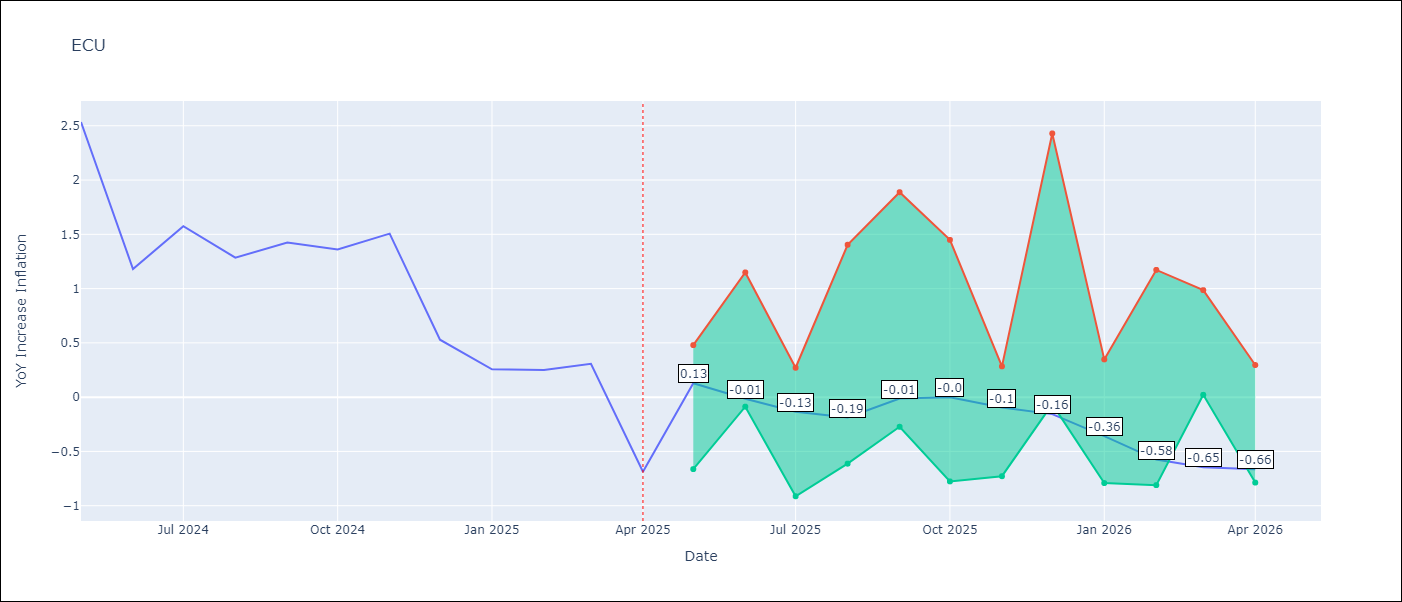 ECU
YoY Increase Inflation
2.5
2
1.5
1
0.5
0
−0.5
−1
0.13
-0.01
-0.13
-0.19
-0.01
-0.0
-0.1
-0.16
-0.36
-0.58
-0.65
-0.66
Jul 2024
Oct 2024
Jan 2025
Apr 2025
Jul 2025
Oct 2025
Jan 2026
Apr 2026
Date